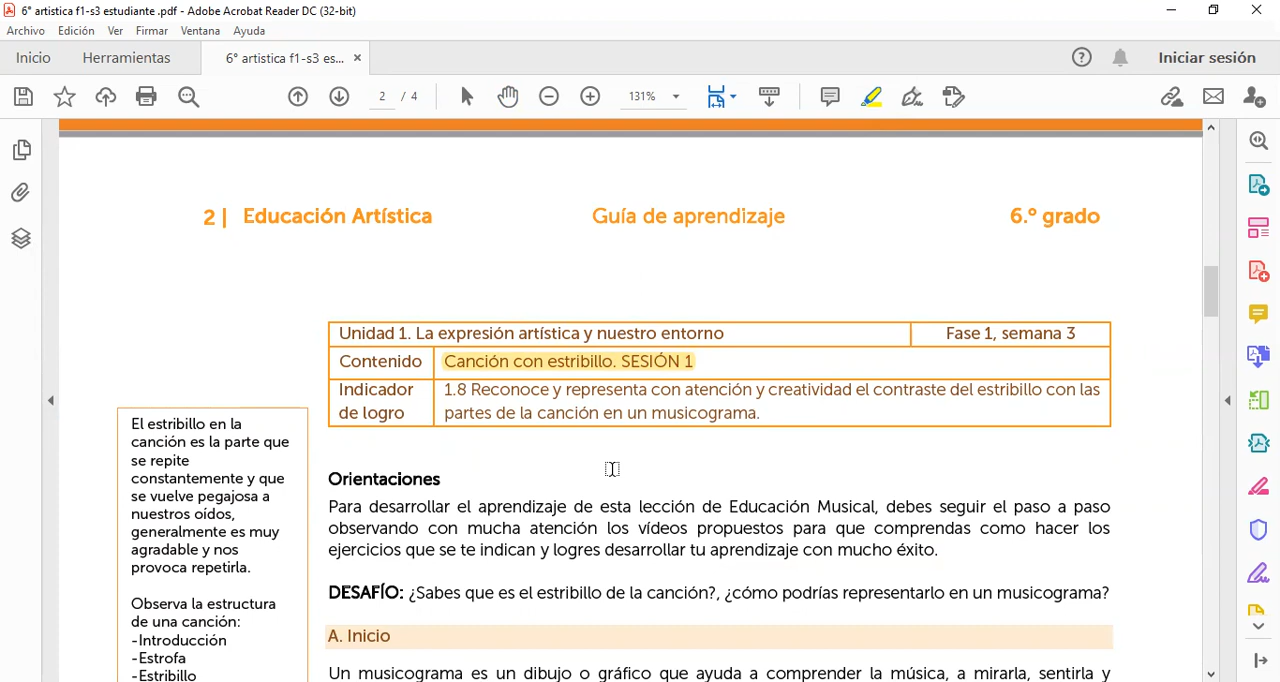 6° artistica f1-s3 estudiante .pdf - Adobe Acrobat Reader DC (32-bit)
Archivo Edición Ver Firmar Ventana Ayuda
Inicio Herramientas 6° artistica f1-s3 es... × Iniciar sesión
2 / 4 131%
2 | Educación Artística Guía de aprendizaje 6.º grado
Unidad 1. La expresión artística y nuestro entorno Fase 1, semana 3
Contenido Canción con estribillo. SESIÓN 1
Indicador de logro 1.8 Reconoce y representa con atención y creatividad el contraste del estribillo con las
partes de la canción en un musicograma.
El estribillo en la
canción es la parte que
se repite
constantemente y que
se vuelve pegajosa a
nuestros oídos,
generalmente es muy
agradable y nos
provoca repetirla.
Observa la estructura
de una canción:
-Introducción
-Estrofa
-Estribillo
Orientaciones
Para desarrollar el aprendizaje de esta lección de Educación Musical, debes seguir el paso a paso
observando con mucha atención los vídeos propuestos para que comprendas como hacer los
ejercicios que se te indican y logres desarrollar tu aprendizaje con mucho éxito.
DESAFÍO: ¿Sabes que es el estribillo de la canción?, ¿cómo podrías representarlo en un musicograma?
A. Inicio
Un musicograma es un dibujo o gráfico que ayuda a comprender la música, a mirarla, sentirla y